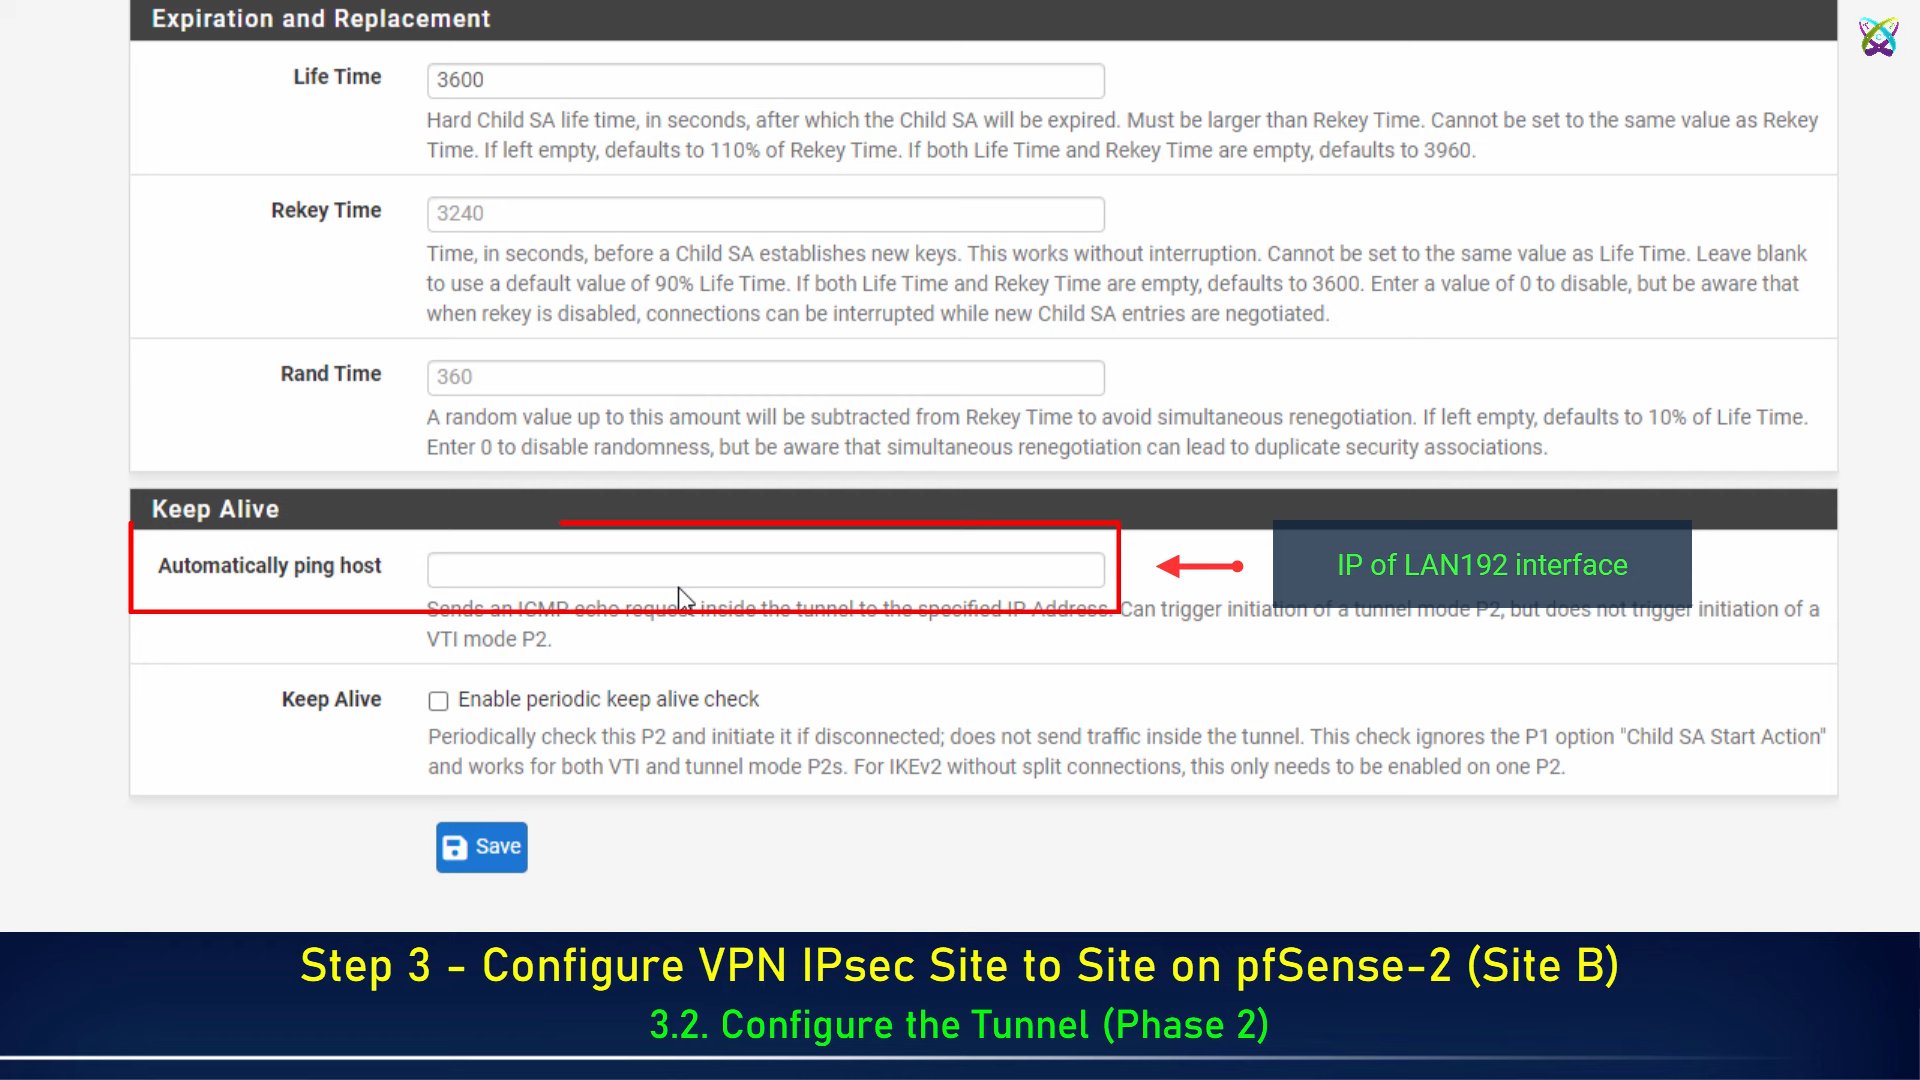 Expiration and Replacement
Life Time
3600
Hard Child SA life time, in seconds, after which the Child SA will be expired. Must be larger than Rekey Time. Cannot be set to the same value as Rekey
Time. If left empty, defaults to 110% of Rekey Time. If both Life Time and Rekey Time are empty, defaults to 3960.
Rekey Time
3240
Time, in seconds, before a Child SA establishes new keys. This works without interruption. Cannot be set to the same value as Life Time. Leave blank
to use a default value of 90% Life Time. If both Life Time and Rekey Time are empty, defaults to 3600. Enter a value of 0 to disable, but be aware that
when rekey is disabled, connections can be interrupted while new Child SA entries are negotiated.
Rand Time
360
A random value up to this amount will be subtracted from Rekey Time to avoid simultaneous renegotiation. If left empty, defaults to 10% of Life Time.
Enter 0 to disable randomness, but be aware that simultaneous renegotiation can lead to duplicate security associations.
Keep Alive
Automatically ping host
IP of LAN192 interface
Sends an ICMP echo request inside the tunnel to the specified IP Address. Can trigger initiation of a tunnel mode P2, but does not trigger initiation of a
VTI mode P2.
Keep Alive
Enable periodic keep alive check
Periodically check this P2 and initiate it if disconnected; does not send traffic inside the tunnel. This check ignores the P1 option "Child SA Start Action"
and works for both VTI and tunnel mode P2s. For IKEv2 without split connections, this only needs to be enabled on one P2.
Save
Step 3 - Configure VPN IPsec Site to Site on pfSense-2 (Site B)
3.2. Configure the Tunnel (Phase 2)